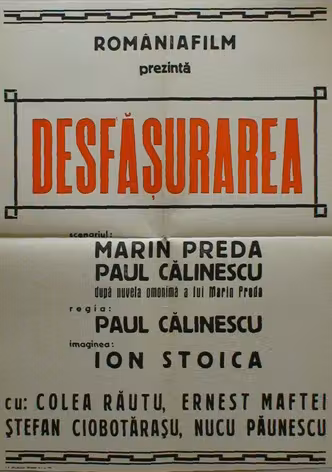 ROMÂNIAFILM
prezintă
DESFĂȘURAREA
scenariul:
MARIN PREDA
PAUL CĂLINESCU
după nuvela omonimă a lui Marin Preda
regia:
PAUL CĂLINESCU
imaginea:
ION STOICA
cu: COLEA RĂUTU, ERNEST MAFTEI
ȘTEFAN CIOBOTĂRAȘU, NUCU PĂUNESCU